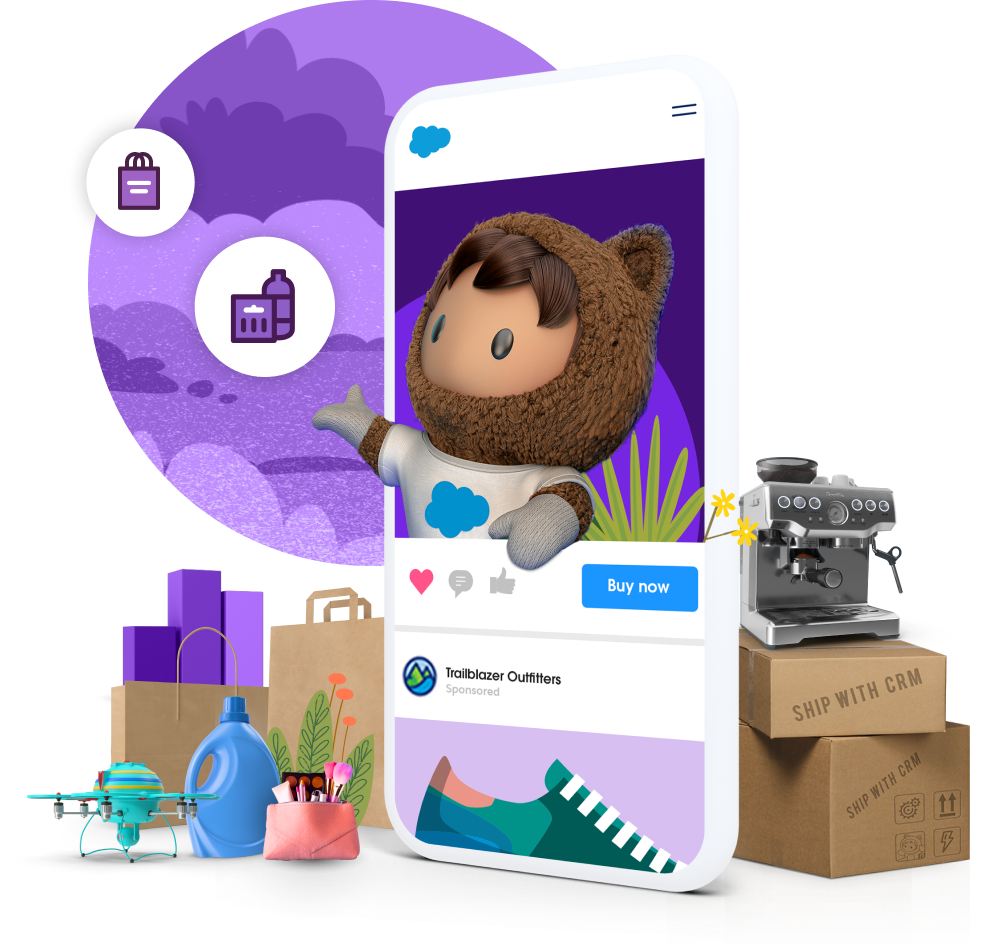 Buy now
Trailblazer Outfitters
Sponsored
SHIP WITH CRM
SHIP WITH CRM